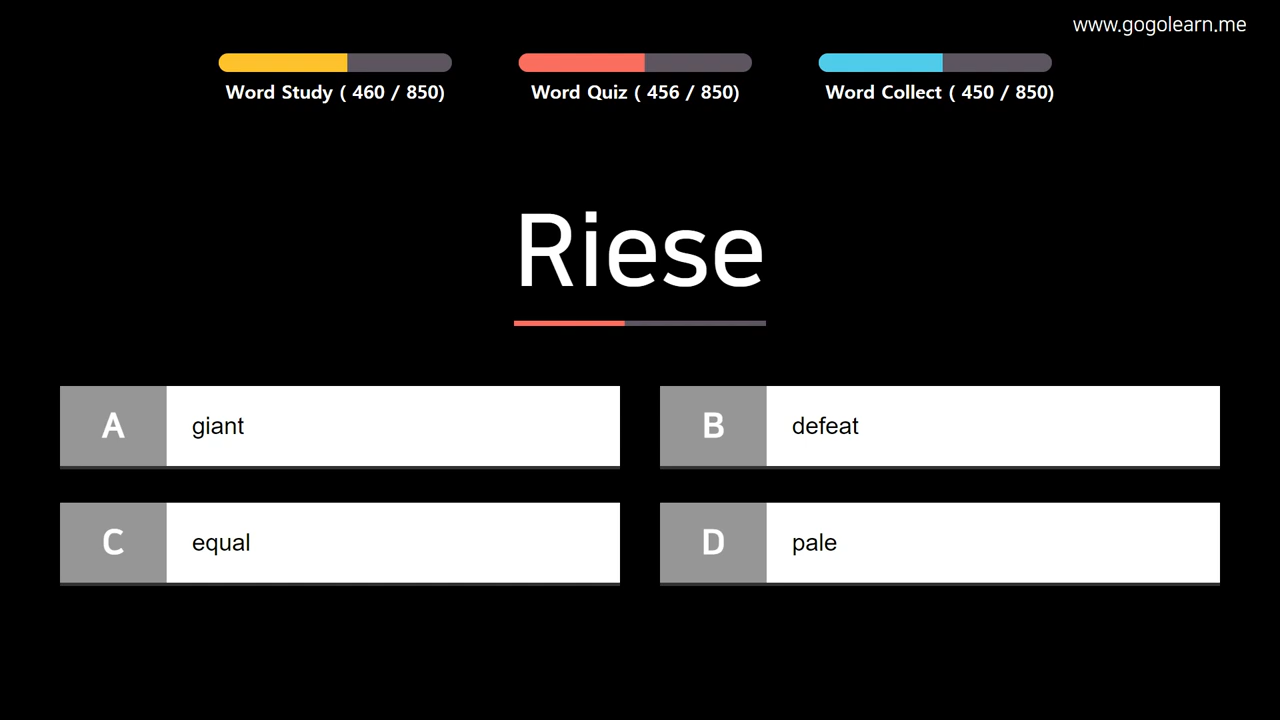 www.gogolearn.me
Word Study ( 460 / 850)
Word Quiz ( 456 / 850)
Word Collect ( 450 / 850)
Riese
A giant
B defeat
C equal
D pale